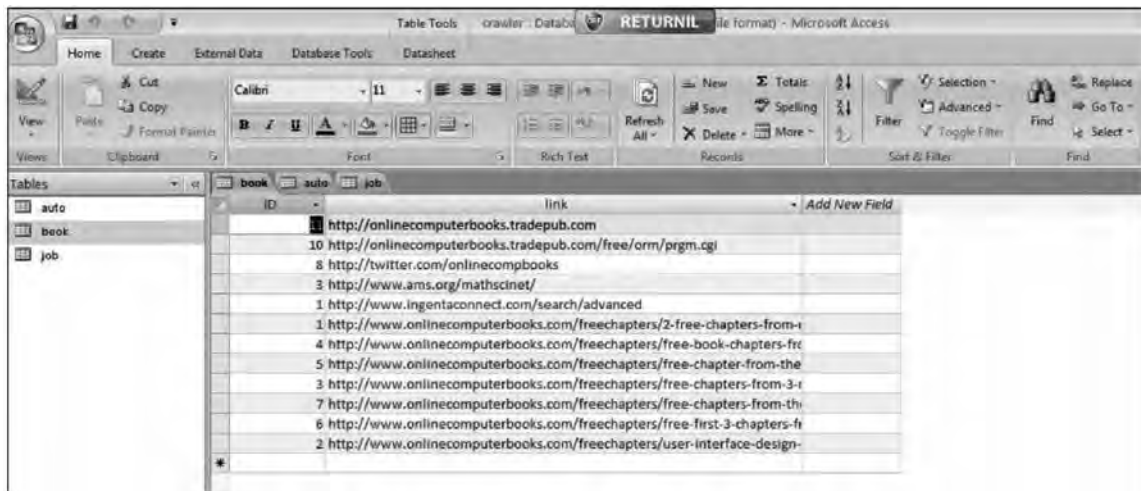 Table Tools crawler : Databa RETURNIL ile format) - Microsoft Access
Home Create External Data Database Tools Datasheet
View Paste Cut Copy Format Painter
Calibri 11
B I U A
Refresh All New Save Delete Totals Spelling More
Filter Selection Advanced Toggle Filter
Find Replace Go To Select
Views Clipboard Font Rich Text Records Sort & Filter Find
Tables
auto
book
job
book auto job
ID link Add New Field
11 http://onlinecomputerbooks.tradepub.com
10 http://onlinecomputerbooks.tradepub.com/free/orm/prgm.cgi
8 http://twitter.com/onlinecompbooks
3 http://www.ams.org/mathscinet/
1 http://www.ingentaconnect.com/search/advanced
1 http://www.onlinecomputerbooks.com/freechapters/2-free-chapters-from-
4 http://www.onlinecomputerbooks.com/freechapters/free-book-chapters-fro
5 http://www.onlinecomputerbooks.com/freechapters/free-chapter-from-the
3 http://www.onlinecomputerbooks.com/freechapters/free-chapters-from-3-
7 http://www.onlinecomputerbooks.com/freechapters/free-chapters-from-th
6 http://www.onlinecomputerbooks.com/freechapters/free-first-3-chapters-f
2 http://www.onlinecomputerbooks.com/freechapters/user-interface-design-